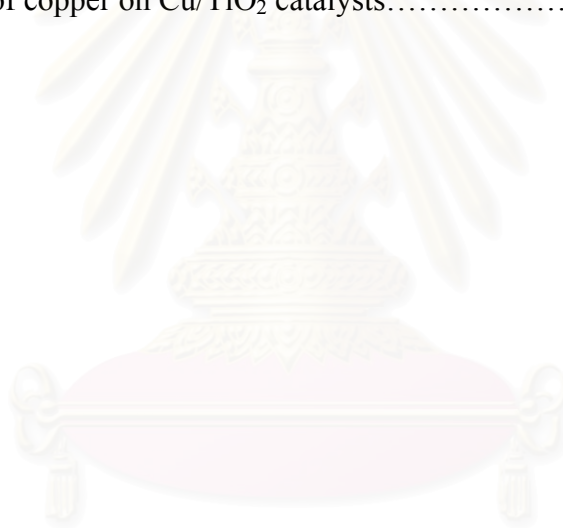 of copper on Cu/TiO₂ catalysts………………